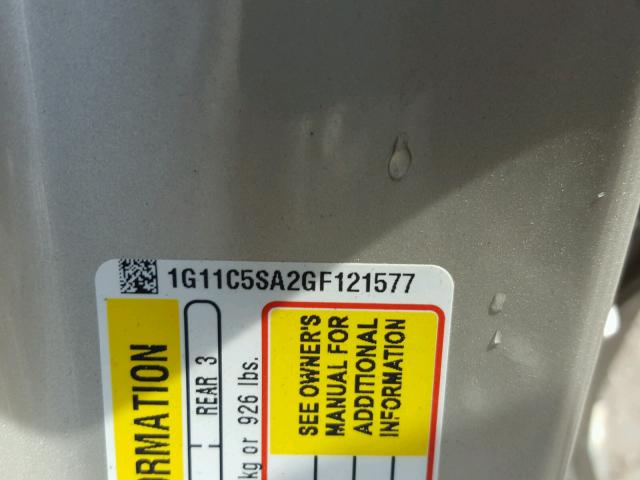 1G11C5SA2GF121577
ORMATION
REAR 3
kg or 926 lbs.
SEE OWNER'S
MANUAL FOR
ADDITIONAL
INFORMATION